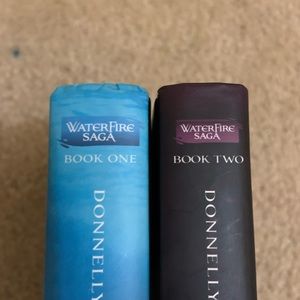 WATERFIRE
SAGA
BOOK ONE
DONNELLY
WATERFIRE
SAGA
BOOK TWO
DONNELLY